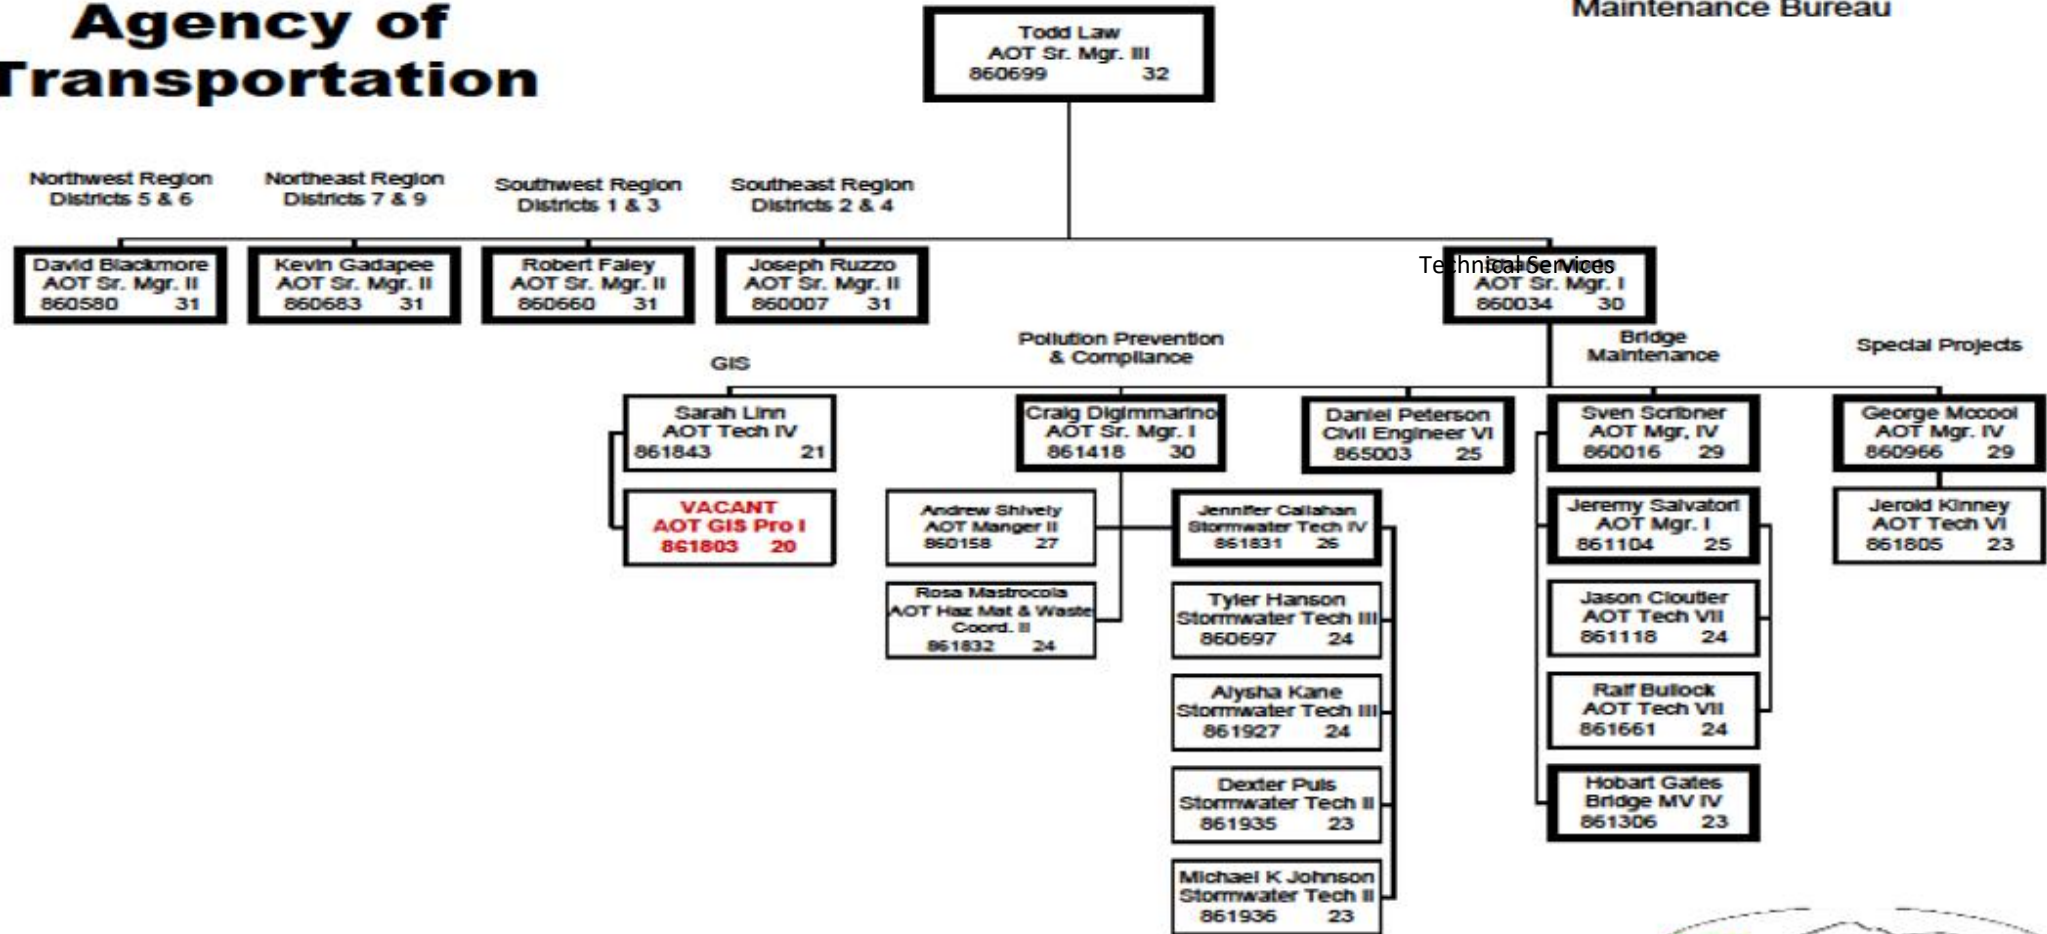 Agency of
Transportation
Maintenance Bureau
Todd Law
AOT Sr. Mgr. III
860699 32
Northwest Region
Districts 5 & 6
Northeast Region
Districts 7 & 9
Southwest Region
Districts 1 & 3
Southeast Region
Districts 2 & 4
David Blackmore
AOT Sr. Mgr. II
860580 31
Kevin Gadapee
AOT Sr. Mgr. II
860683 31
Robert Faley
AOT Sr. Mgr. II
860660 31
Joseph Ruzzo
AOT Sr. Mgr. II
860007 31
Technical Services
AOT Sr. Mgr. I
860034 30
GIS
Pollution Prevention
& Compliance
Bridge
Maintenance
Special Projects
Sarah Linn
AOT Tech IV
861843 21
VACANT
AOT GIS Pro I
861803 20
Craig Digimmarino
AOT Sr. Mgr. I
861418 30
Andrew Shively
AOT Manger II
860158 27
Rosa Mastrocola
AOT Haz Mat & Waste
Coord. II
861832 24
Jennifer Callahan
Stormwater Tech IV
861831 26
Tyler Hanson
Stormwater Tech III
860697 24
Alysha Kane
Stormwater Tech III
861927 24
Dexter Puls
Stormwater Tech II
861935 23
Michael K Johnson
Stormwater Tech II
861936 23
Daniel Peterson
Civil Engineer VI
865003 25
Sven Scribner
AOT Mgr, IV
860016 29
Jeremy Salvatori
AOT Mgr. I
861104 25
Jason Cloutier
AOT Tech VII
861118 24
Ralf Bullock
AOT Tech VII
861661 24
Hobart Gates
Bridge MV IV
861306 23
George Mccool
AOT Mgr. IV
860966 29
Jerold Kinney
AOT Tech VI
861805 23